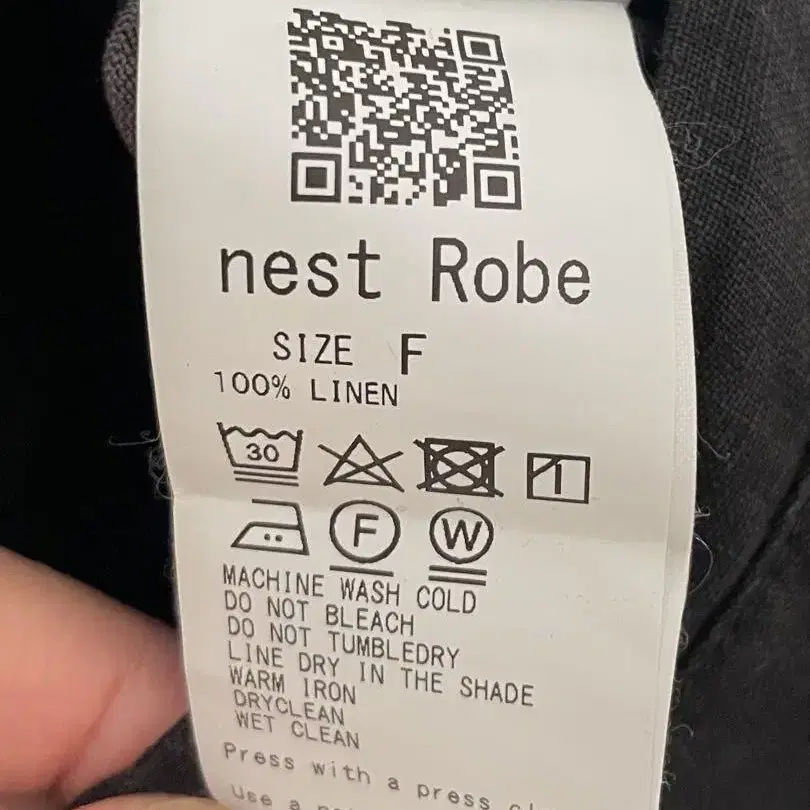 nest Robe
SIZE F
100% LINEN
30
F W
MACHINE WASH COLD
DO NOT BLEACH
DO NOT TUMBLEDRY
LINE DRY IN THE SHADE
WARM IRON
DRYCLEAN
WET CLEAN
Press with a press
Use a